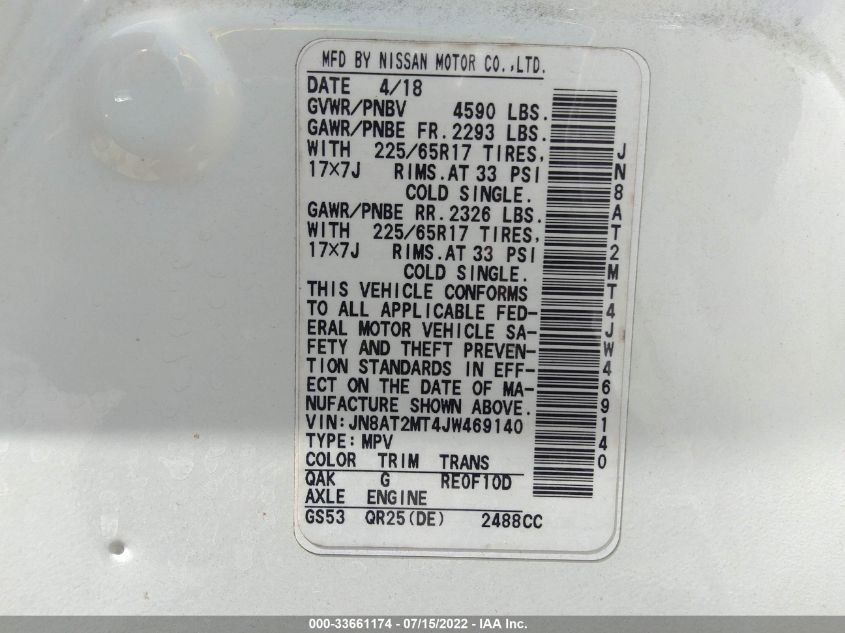 MFD BY NISSAN MOTOR CO.,LTD.
DATE 4/18
GVWR/PNBV 4590 LBS.
GAWR/PNBE FR. 2293 LBS.
WITH 225/65R17 TIRES,
17×7J RIMS. AT 33 PSI
COLD SINGLE.
GAWR/PNBE RR. 2326 LBS.
WITH 225/65R17 TIRES,
17×7J RIMS. AT 33 PSI
COLD SINGLE.
THIS VEHICLE CONFORMS
TO ALL APPLICABLE FED-
ERAL MOTOR VEHICLE SA-
FETY AND THEFT PREVEN-
TION STANDARDS IN EFF-
ECT ON THE DATE OF MA-
NUFACTURE SHOWN ABOVE.
VIN: JN8AT2MT4JW469140
TYPE: MPV
COLOR TRIM TRANS
QAK G RE0F10D
AXLE ENGINE
GS53 QR25(DE) 2488CC
JN8AT2MT4JW469140
000-33661174 - 07/15/2022 - Copyright © 2022 IAA, Inc.